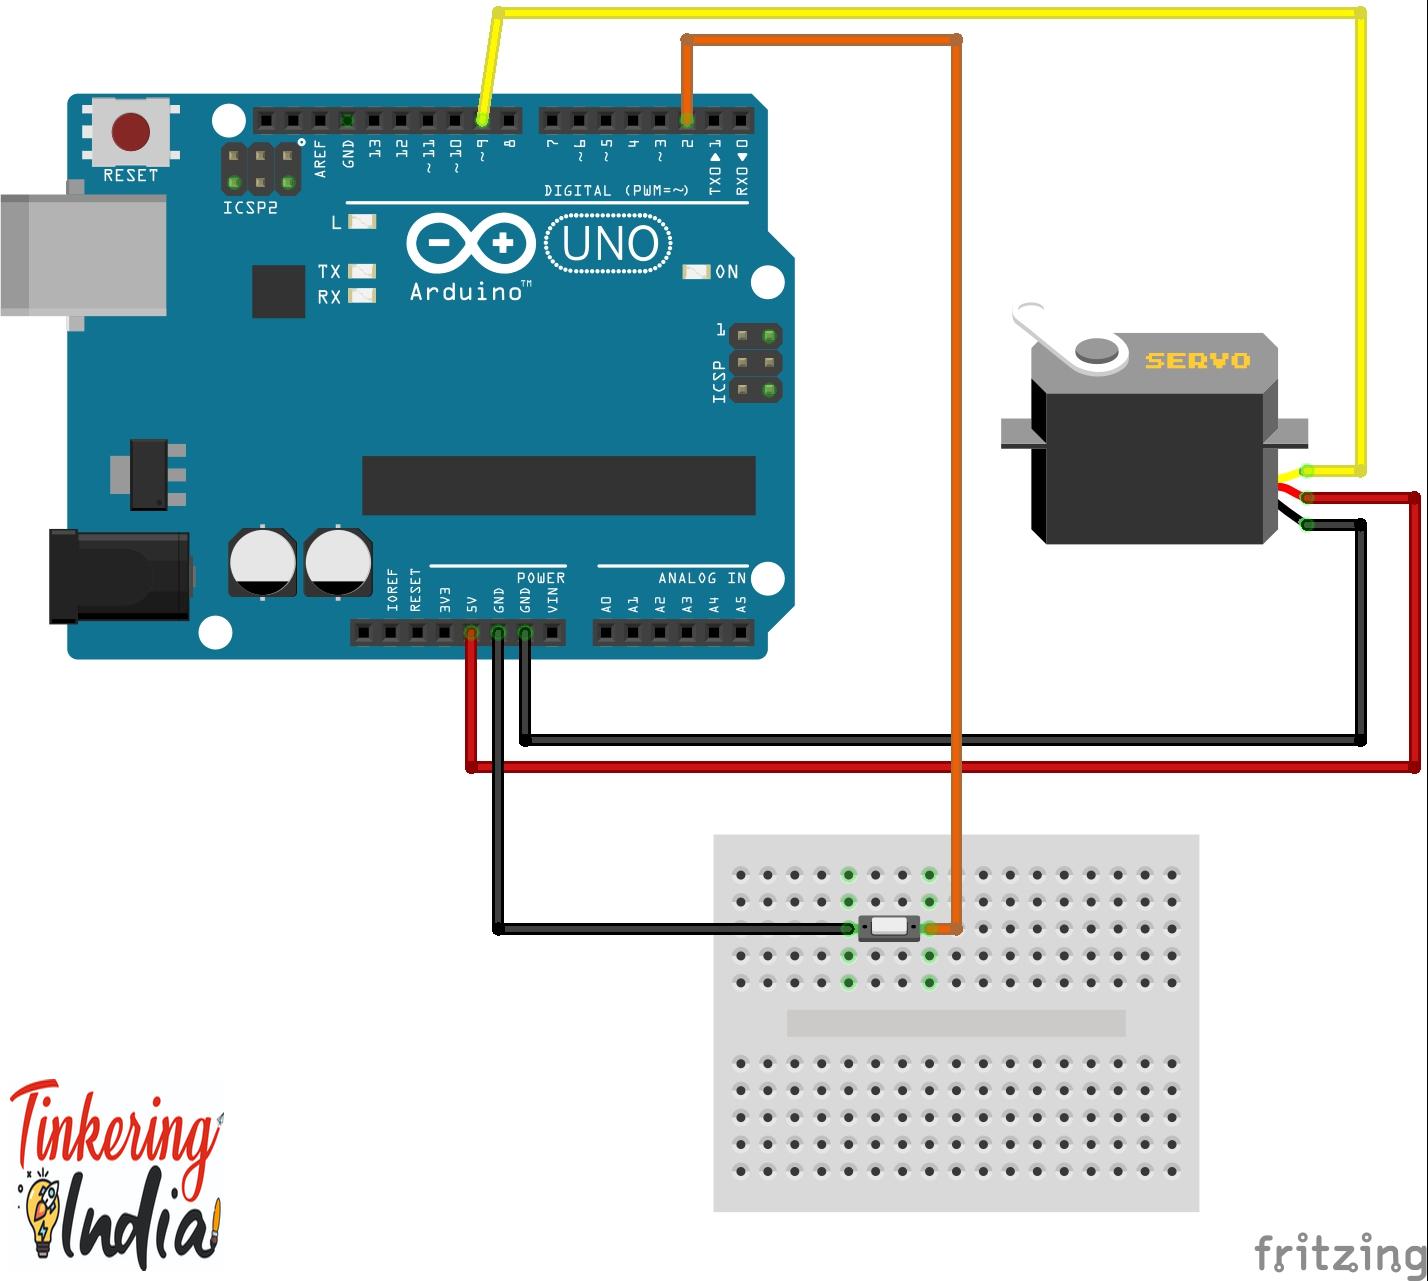 RESET
ICSP2
AREF
GND
13
12
~11
~10
~9
8
7
~6
~5
4
~3
2
TX0▶1
RX0◀0
DIGITAL (PWM=~)
L
TX
RX
UNO
Arduino™
ON
1
ICSP
SERVO
IOREF
RESET
3V3
5V
GND
GND
VIN
POWER
ANALOG IN
A0
A1
A2
A3
A4
A5
Tinkering
India
fritzing